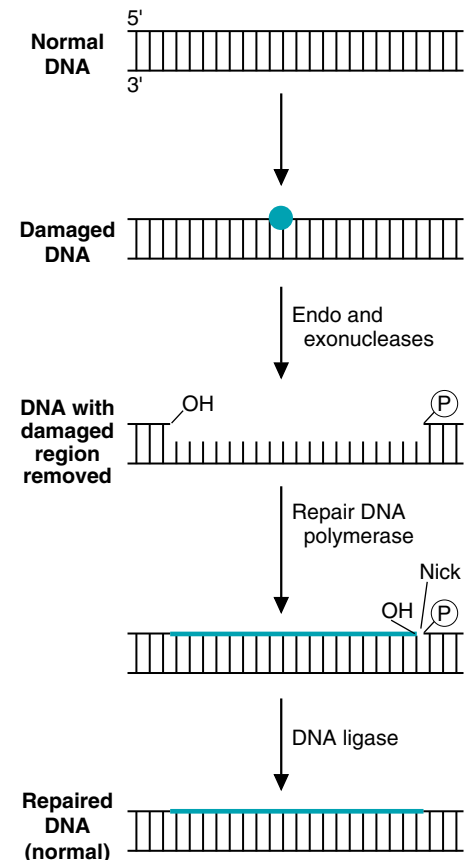 5'
Normal
DNA
3'
Damaged
DNA
Endo and
exonucleases
DNA with
damaged
region
removed
OH
P
Repair DNA
polymerase
Nick
OH
P
DNA ligase
Repaired
DNA
(normal)